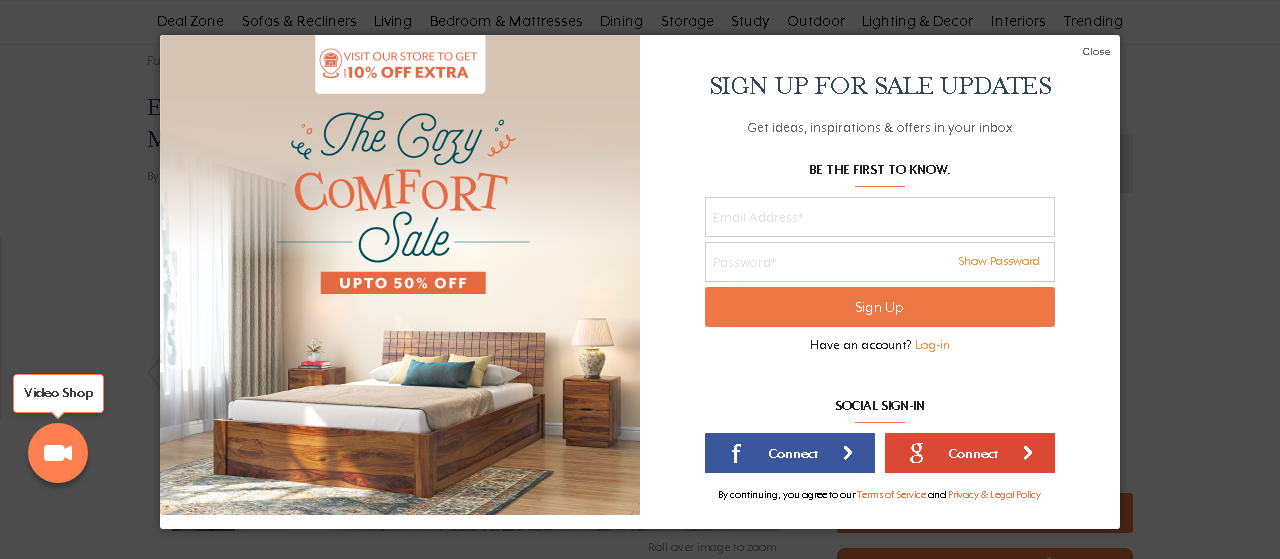 Deal Zone Sofas & Recliners Living Bedroom & Mattresses Dining Storage Study Outdoor Lighting & Decor Interiors Trending
Fu
E
M
By
Close
VISIT OUR STORE TO GET
10% OFF EXTRA
The Cozy
COMFORT
Sale
UPTO 50% OFF
SIGN UP FOR SALE UPDATES
Get ideas, inspirations & offers in your inbox
BE THE FIRST TO KNOW.
Email Address*
Password*
Show Password
Sign Up
Have an account? Log-in
SOCIAL SIGN-IN
f Connect
g Connect
By continuing, you agree to our Terms of Service and Privacy & Legal Policy
Video Shop
Roll over image to zoom